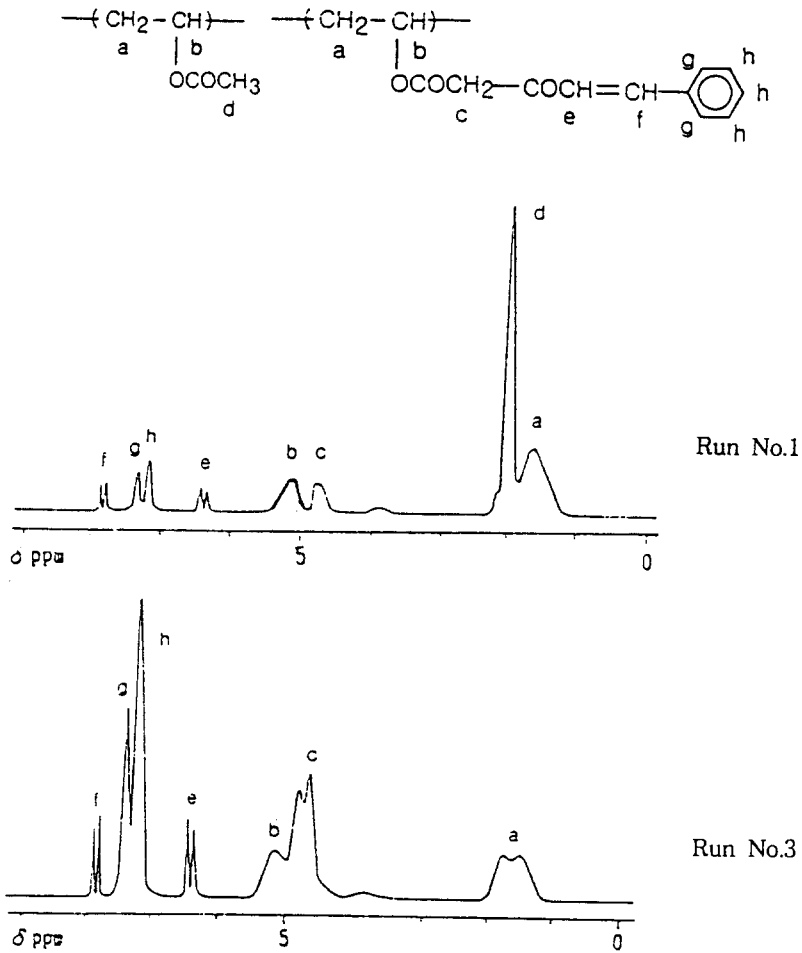 —(CH2—CH)— —(CH2—CH)—
a b a b
OCOCH3 OCOCH2—COCH=CH—
d c e f g h h g h
d
a
f g h e b c
Run No.1
δ ppm 5 0
h
g
c
f e b a
Run No.3
δ ppm 5 0